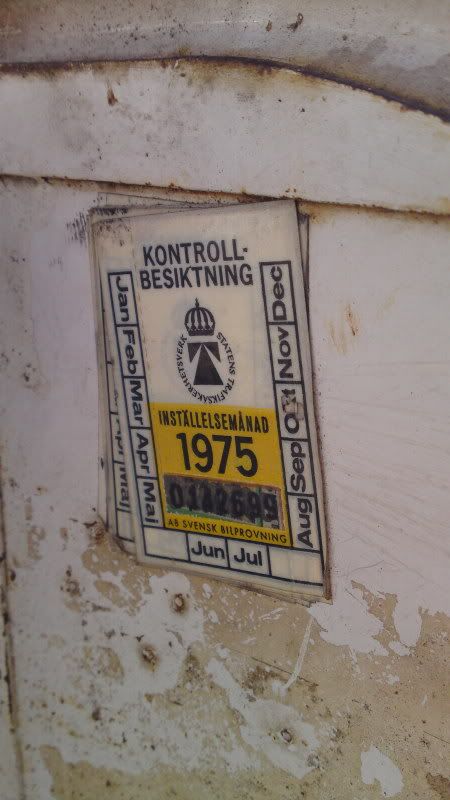 KONTROLL-
BESIKTNING
STATENS TRAFIKSÄKERHETSVERK
Jan Feb Mar Apr Maj
Jun Jul
Aug Sep Okt Nov Dec
INSTÄLLELSEMÅNAD
1975
AB SVENSK BILPROVNING
Maj